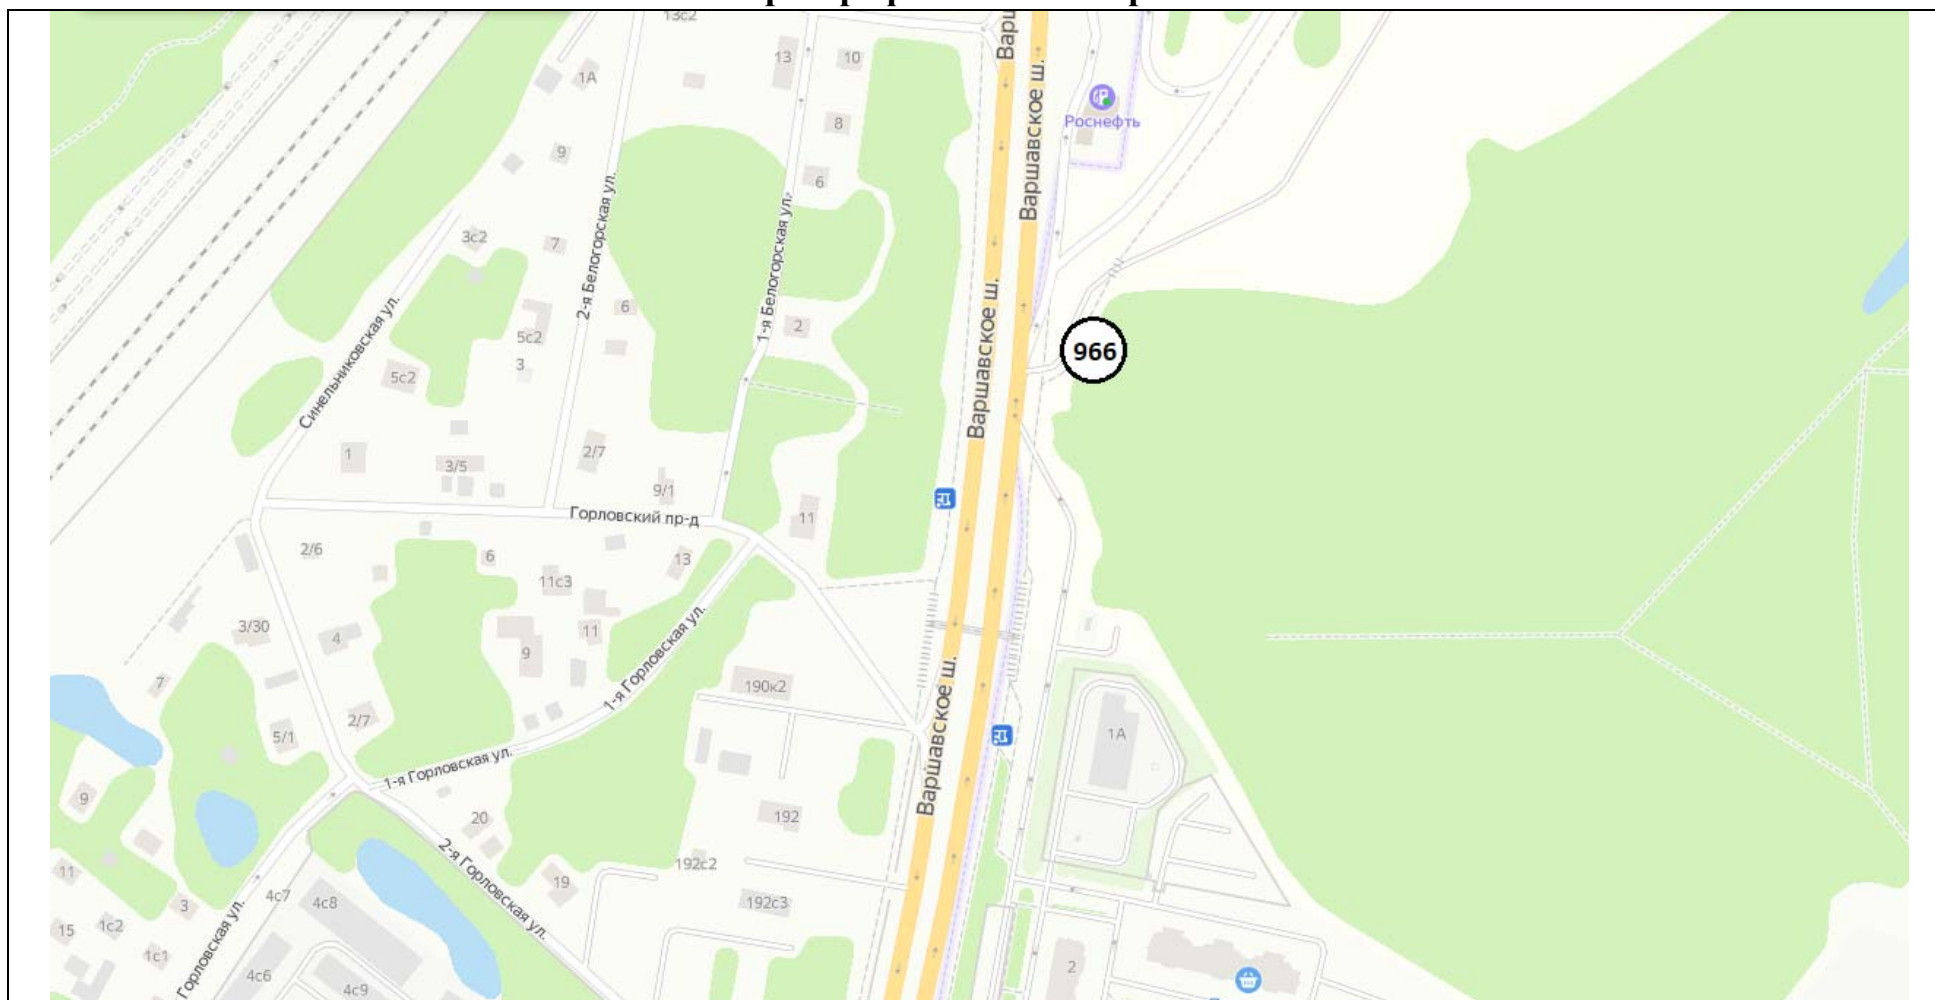 13с2
Варш
1А
13
10
Роснефть
8
9
Варшавское ш.
6
2-я Белогорская ул.
1-я Белогорская ул.
3с2
7
6
2
5с2
3
5с2
Синельниковская ул.
966
Варшавское ш.
1
3/5
2/7
9/1
Горловский пр-д
11
2/6
6
13
11с3
3/30
4
11
9
1-я Горловская ул.
7
190к2
5/1
2/7
Варшавское ш.
1А
1-я Горловская ул.
9
20
192
2-я Горловская ул.
192с2
11
19
4с7
4с8
3
192с3
15
1с2
1с1
Горловская ул.
4с6
4с9
2